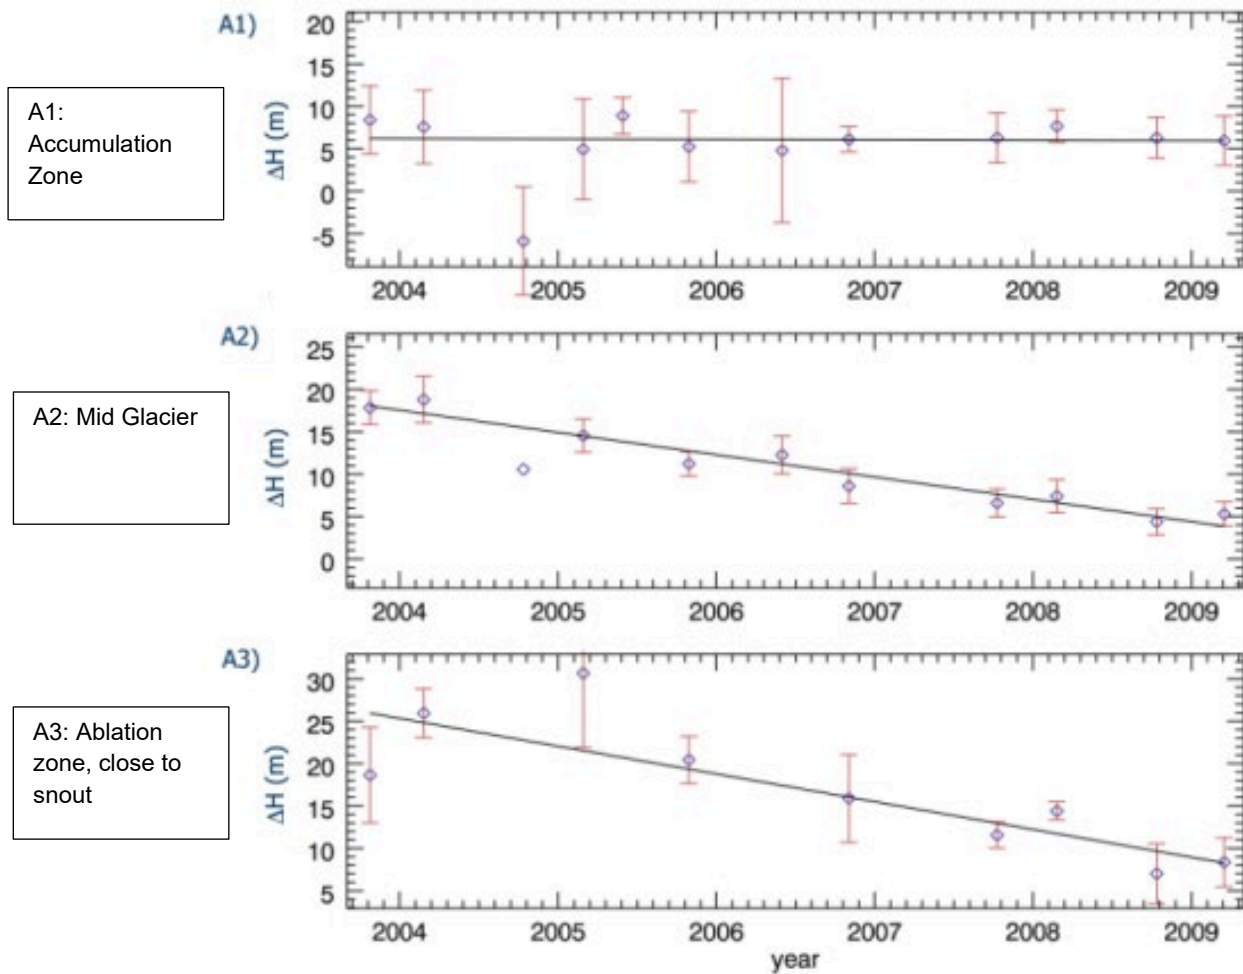 A1)
A1:
Accumulation
Zone
ΔH (m)
20
15
10
5
0
-5
2004 2005 2006 2007 2008 2009
A2)
A2: Mid Glacier
ΔH (m)
25
20
15
10
5
0
2004 2005 2006 2007 2008 2009
A3)
A3: Ablation
zone, close to
snout
ΔH (m)
30
25
20
15
10
5
2004 2005 2006 2007 2008 2009
year